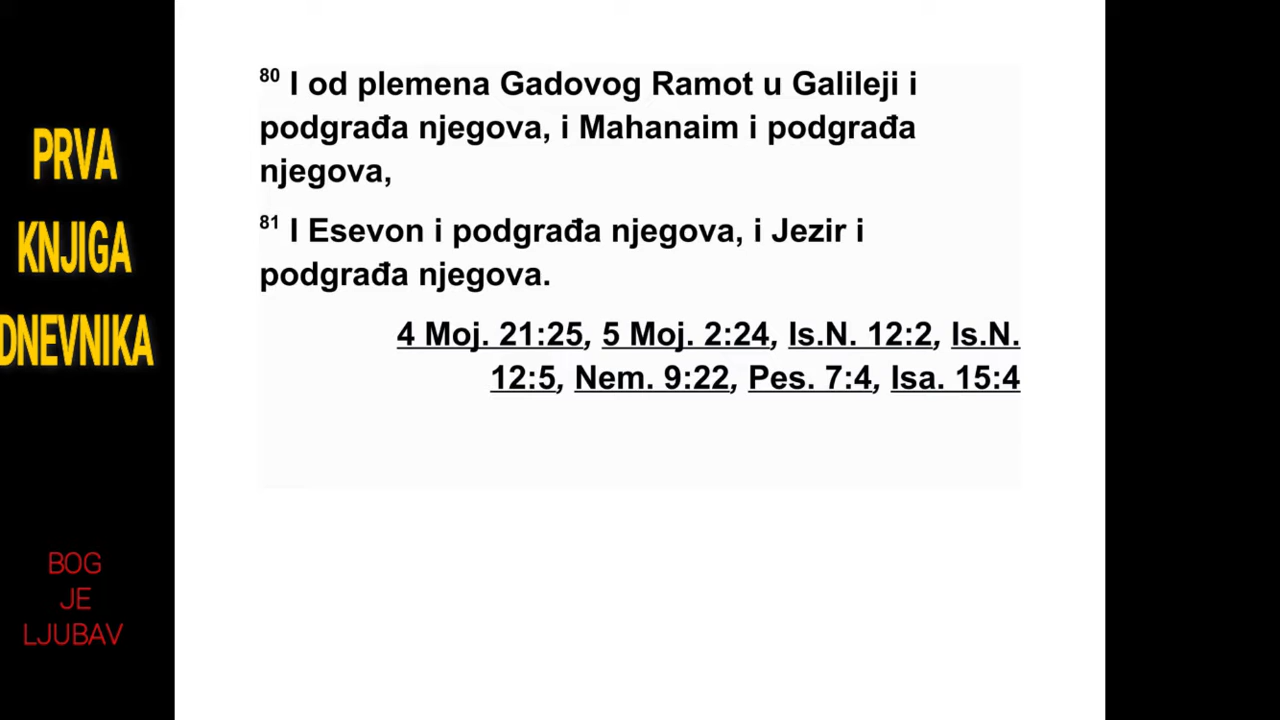 PRVA
KNJIGA
DNEVNIKA
BOG
JE
LJUBAV
80 I od plemena Gadovog Ramot u Galileji i
podgrađa njegova, i Mahanaim i podgrađa
njegova,
81 I Esevon i podgrađa njegova, i Jezir i
podgrađa njegova.
4 Moj. 21:25, 5 Moj. 2:24, Is.N. 12:2, Is.N.
12:5, Nem. 9:22, Pes. 7:4, Isa. 15:4